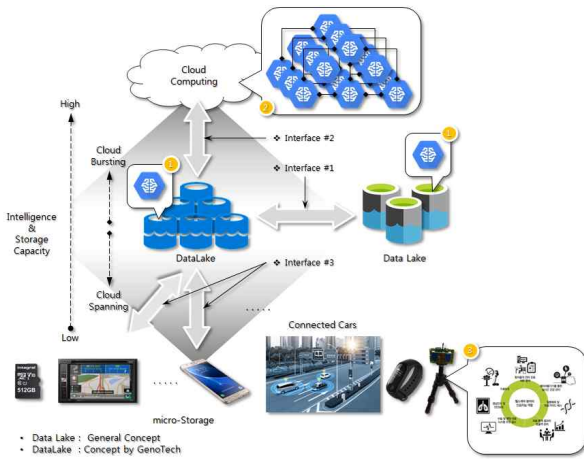 Cloud
Computing
High
Cloud
Bursting
Interface #2
Interface #1
Intelligence
&
Storage
Capacity
DataLake
Data Lake
Interface #3
Cloud
Spanning
Low
Connected Cars
Integral
512GB
micro-Storage
• Data Lake : General Concept
• DataLake : Concept by GenoTech